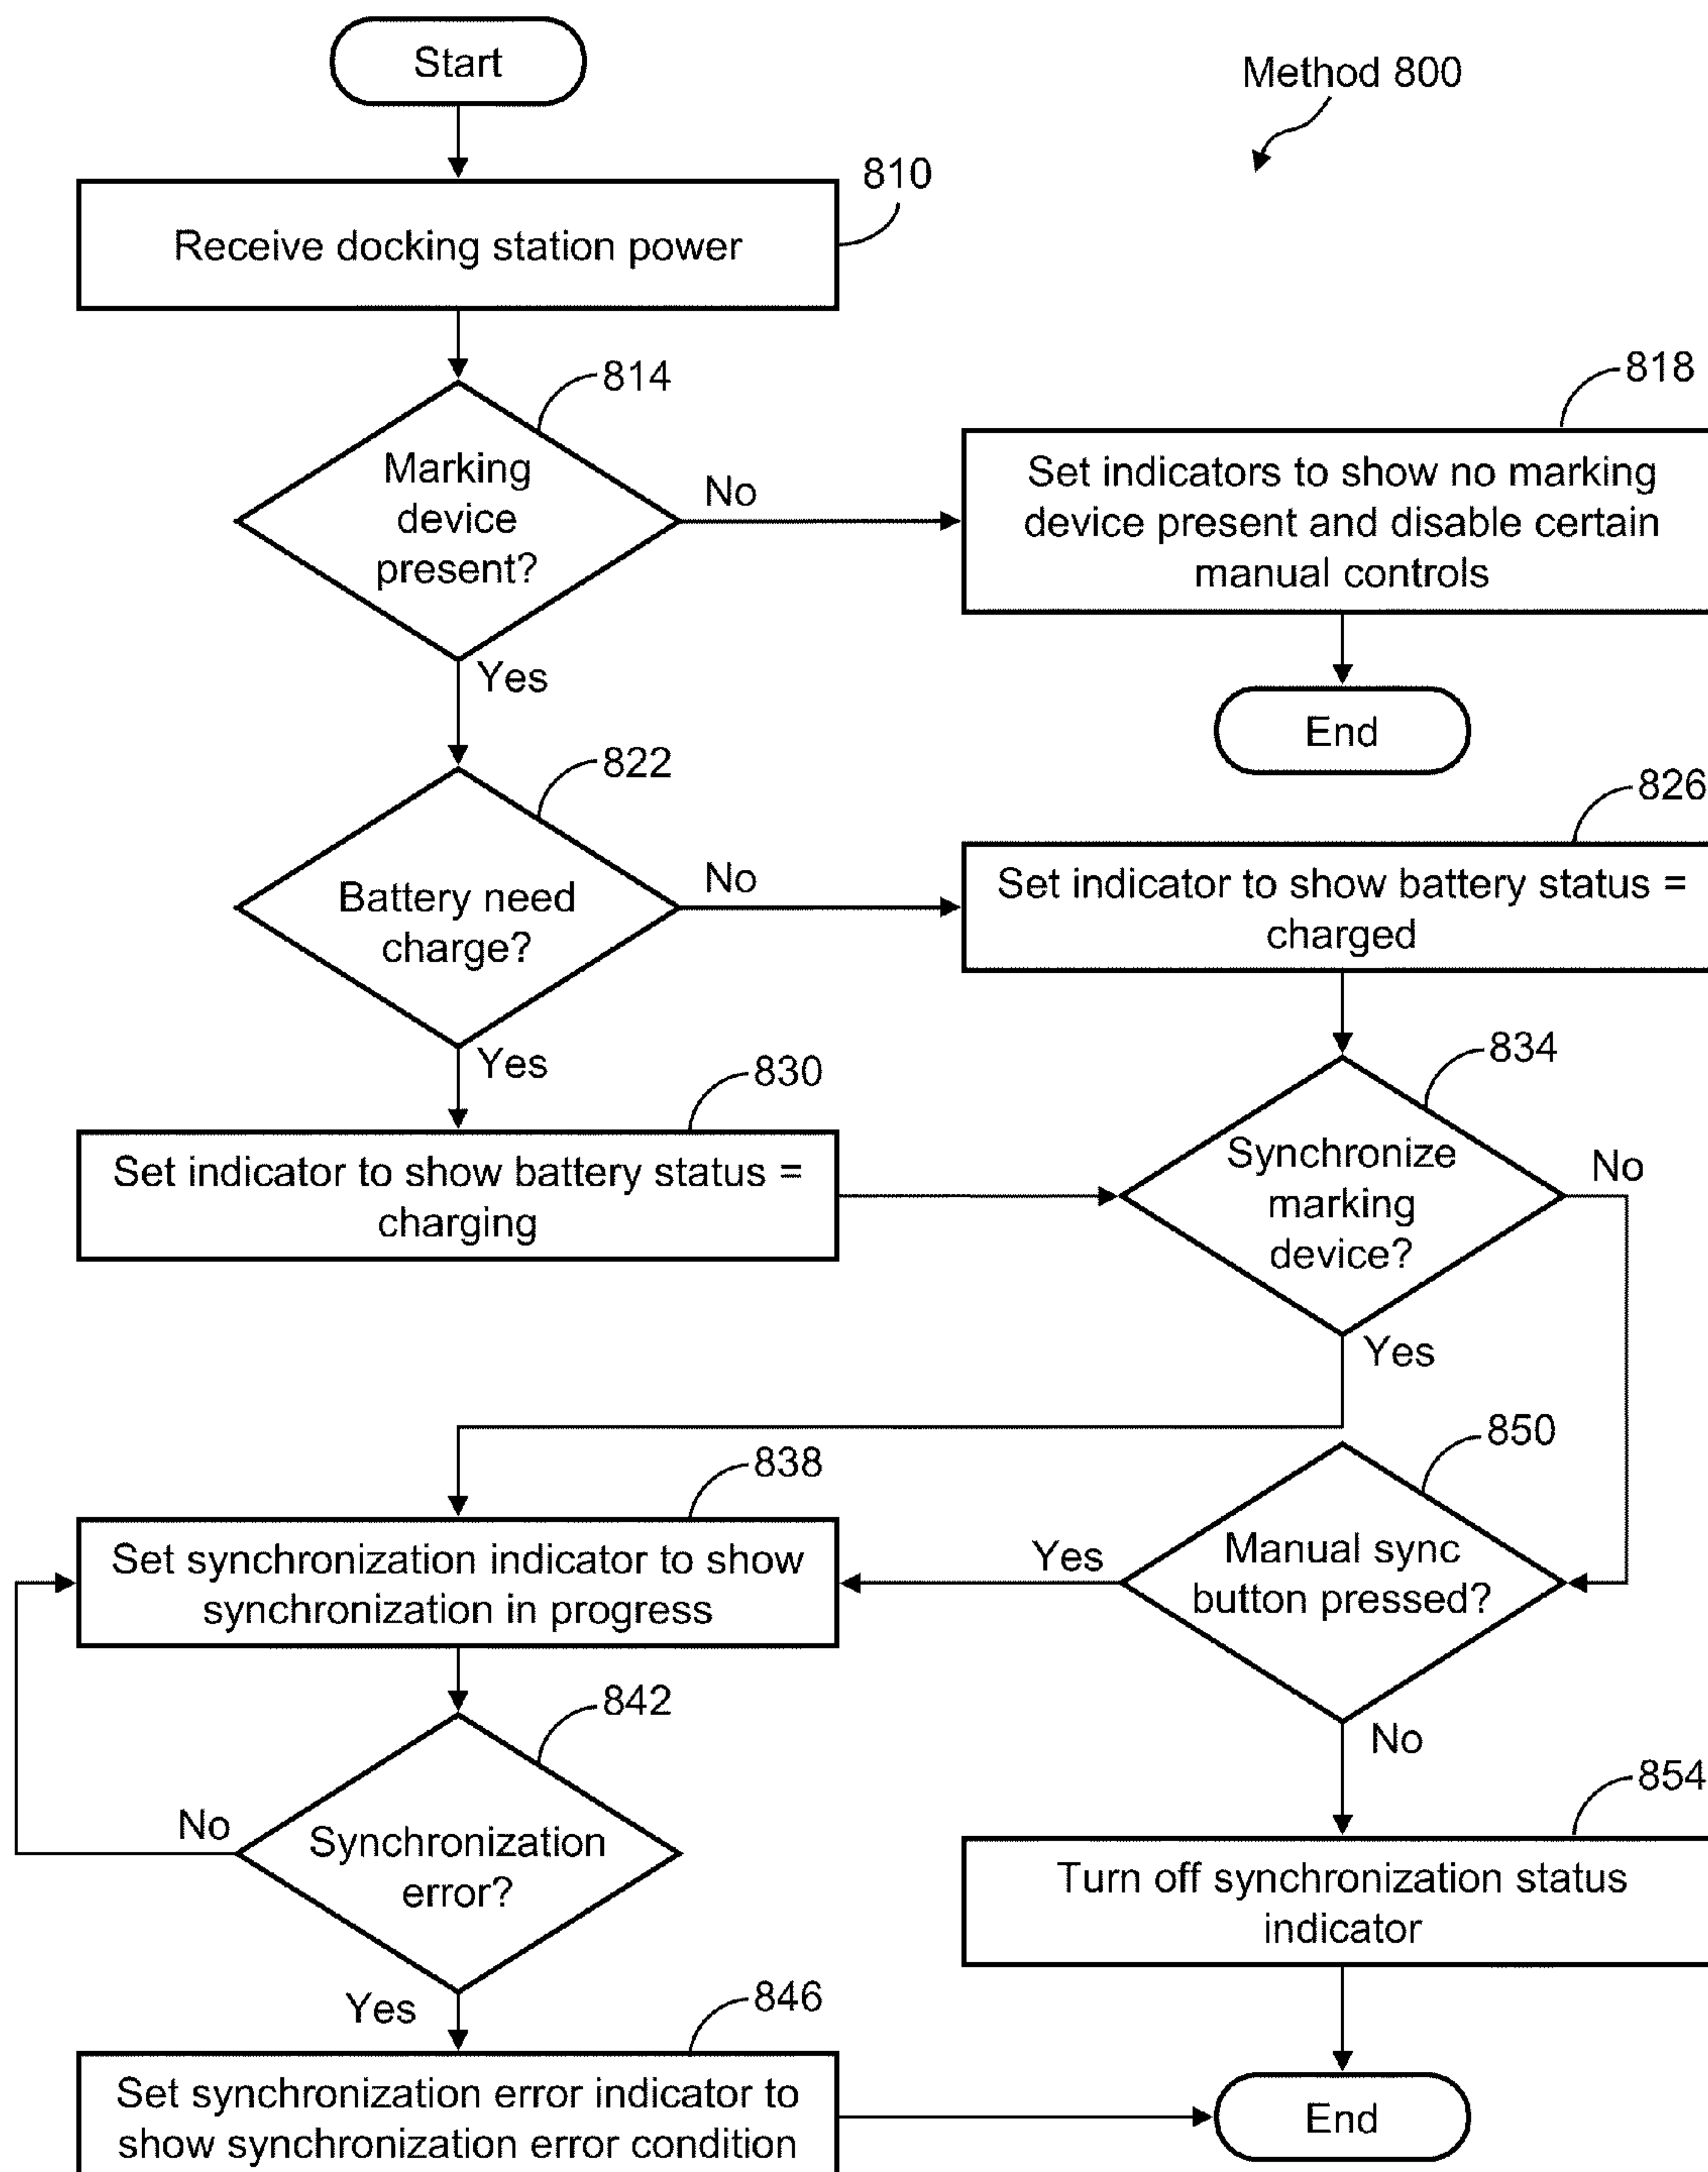 Start
Method 800
810
Receive docking station power
814
818
Marking
device
present?
No
Set indicators to show no marking
device present and disable certain
manual controls
Yes
End
822
826
Battery need
charge?
No
Set indicator to show battery status =
charged
Yes
830
834
Set indicator to show battery status =
charging
Synchronize
marking
device?
No
Yes
838
850
Set synchronization indicator to show
synchronization in progress
Yes
Manual sync
button pressed?
842
No
854
No
Synchronization
error?
Turn off synchronization status
indicator
Yes
846
Set synchronization error indicator to
show synchronization error condition
End